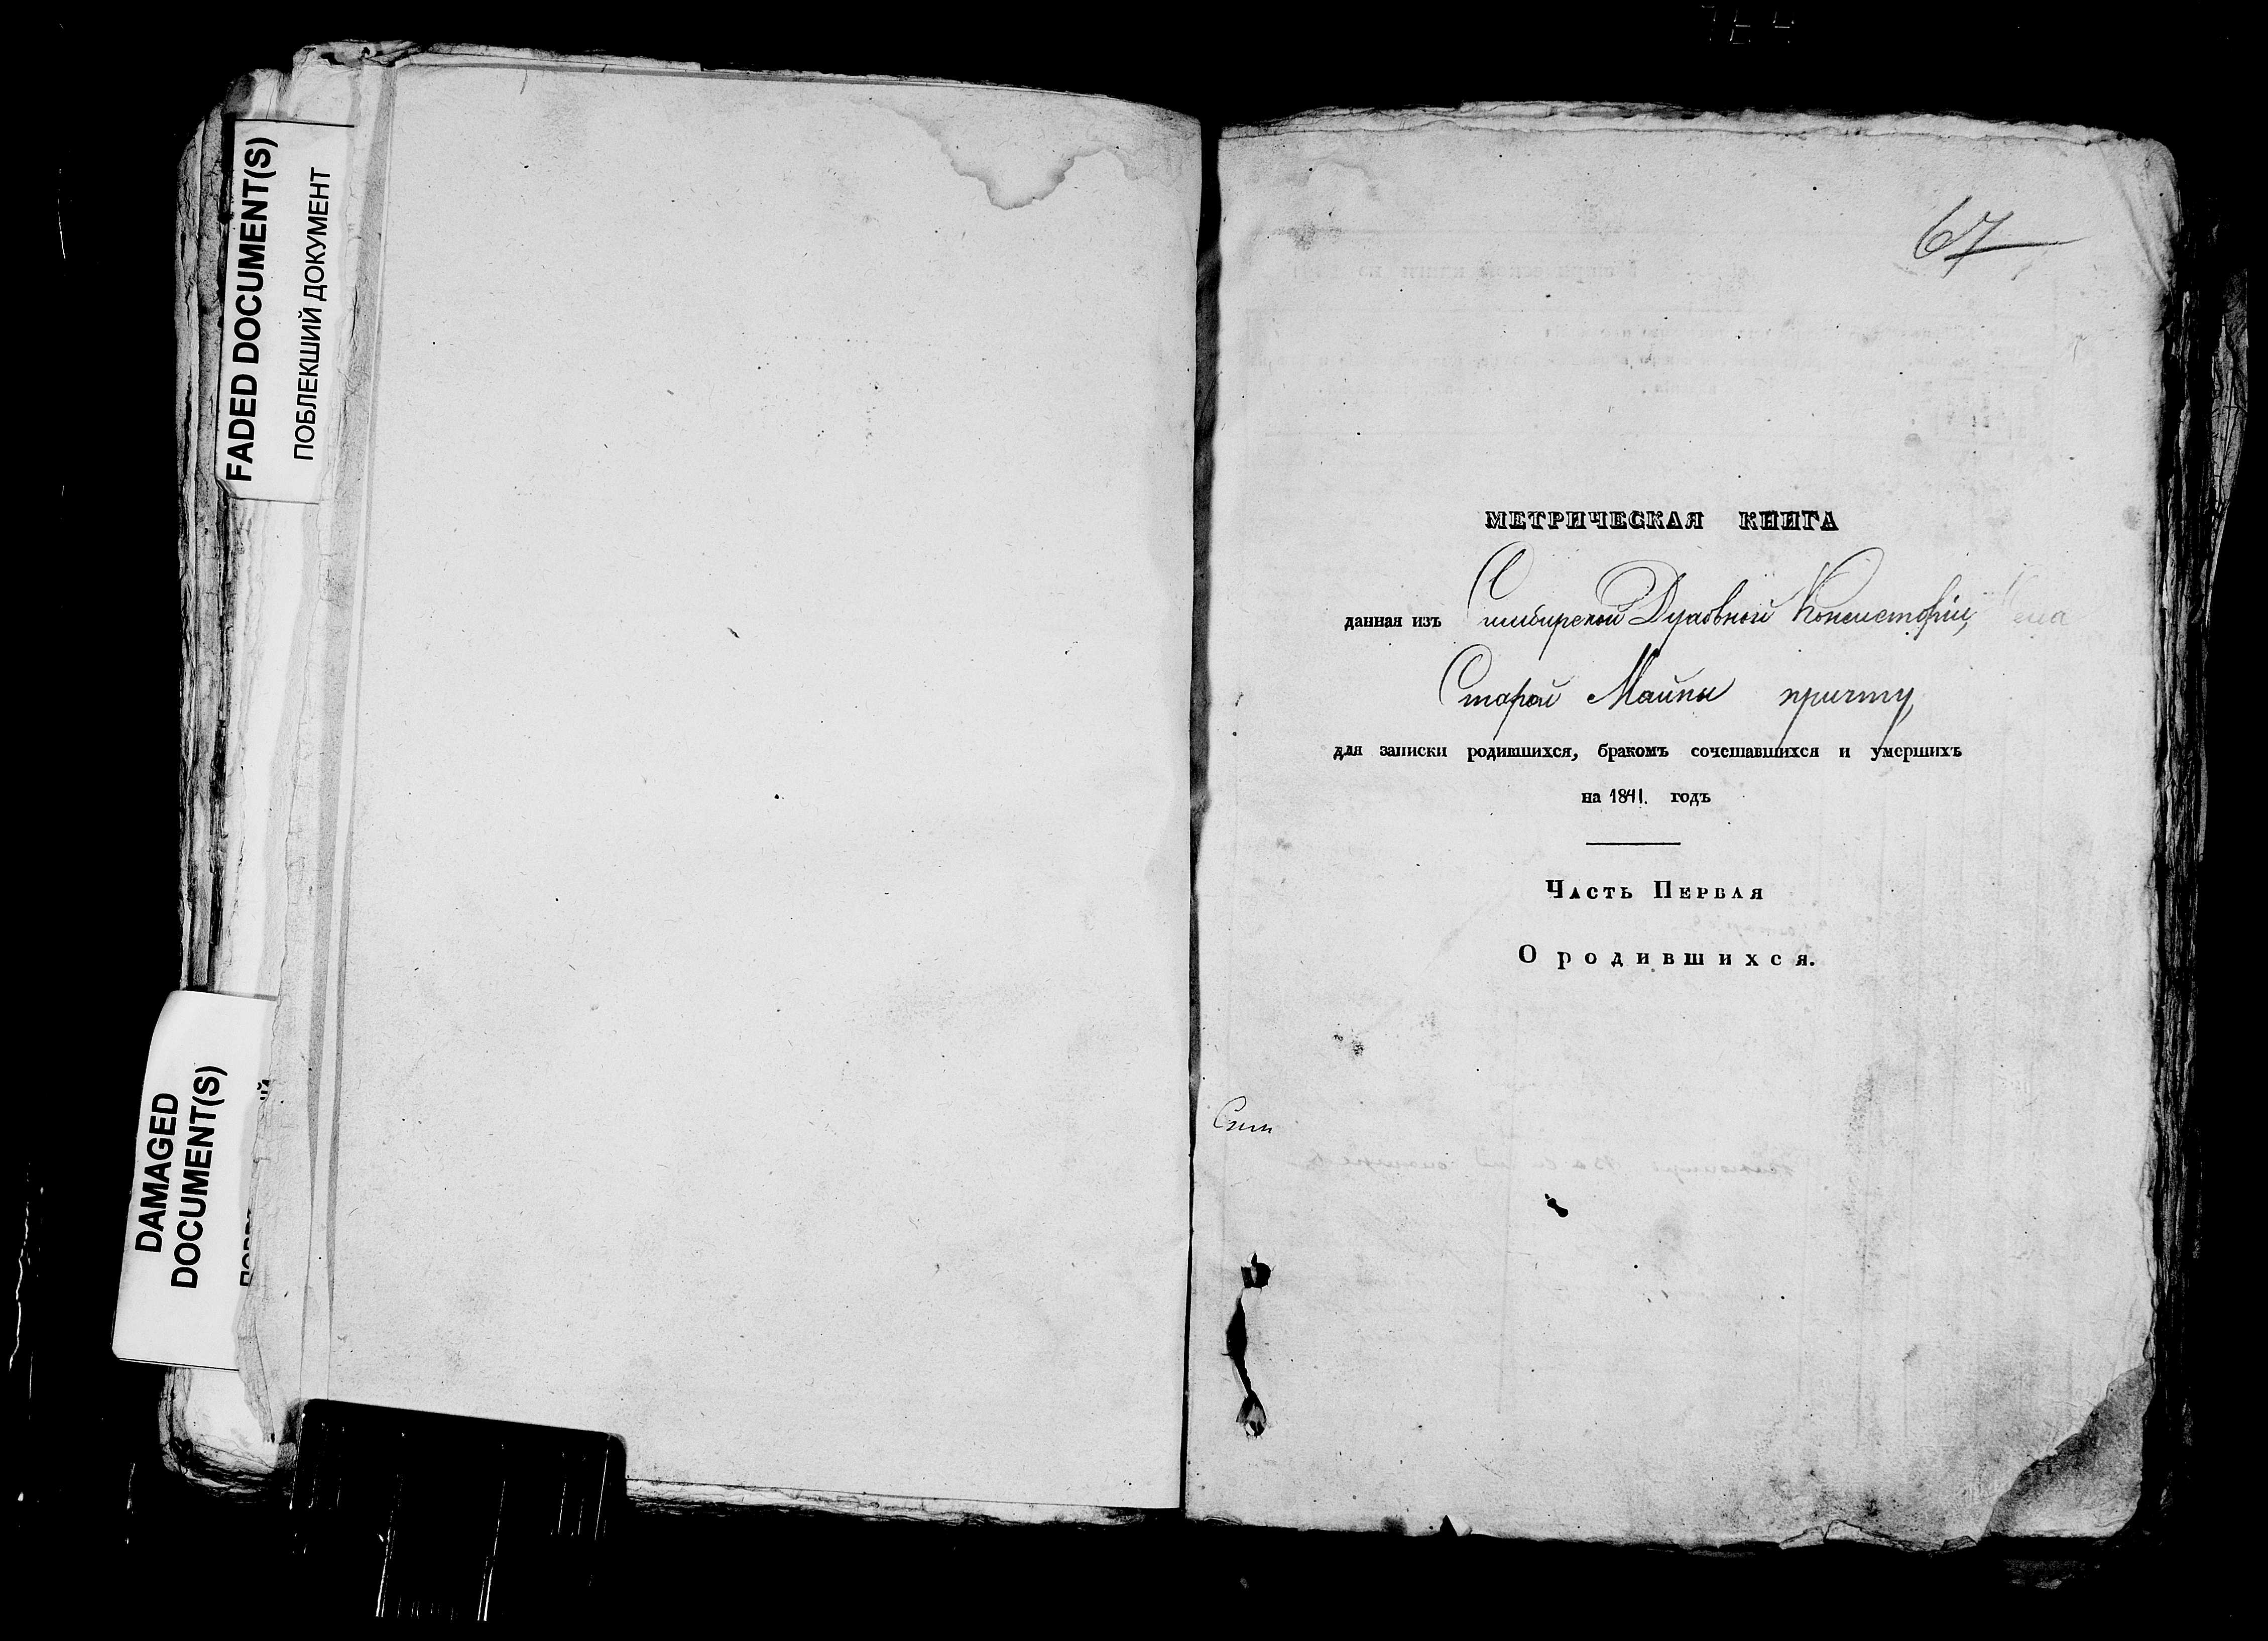 FADED DOCUMENT(S)
ПОБЛЕКШИЙ ДОКУМЕНТ
DAMAGED
DOCUMENT(S)
67
МЕТРИЧЕСКАЯ КНИГА
данная изъ Симбирской Духовной Консисторіи, села
Старой Майны причту,
для записки родившихся, бракомъ сочетавшихся и умершихъ
на 1841. годъ
Часть Первая
О родившихся.